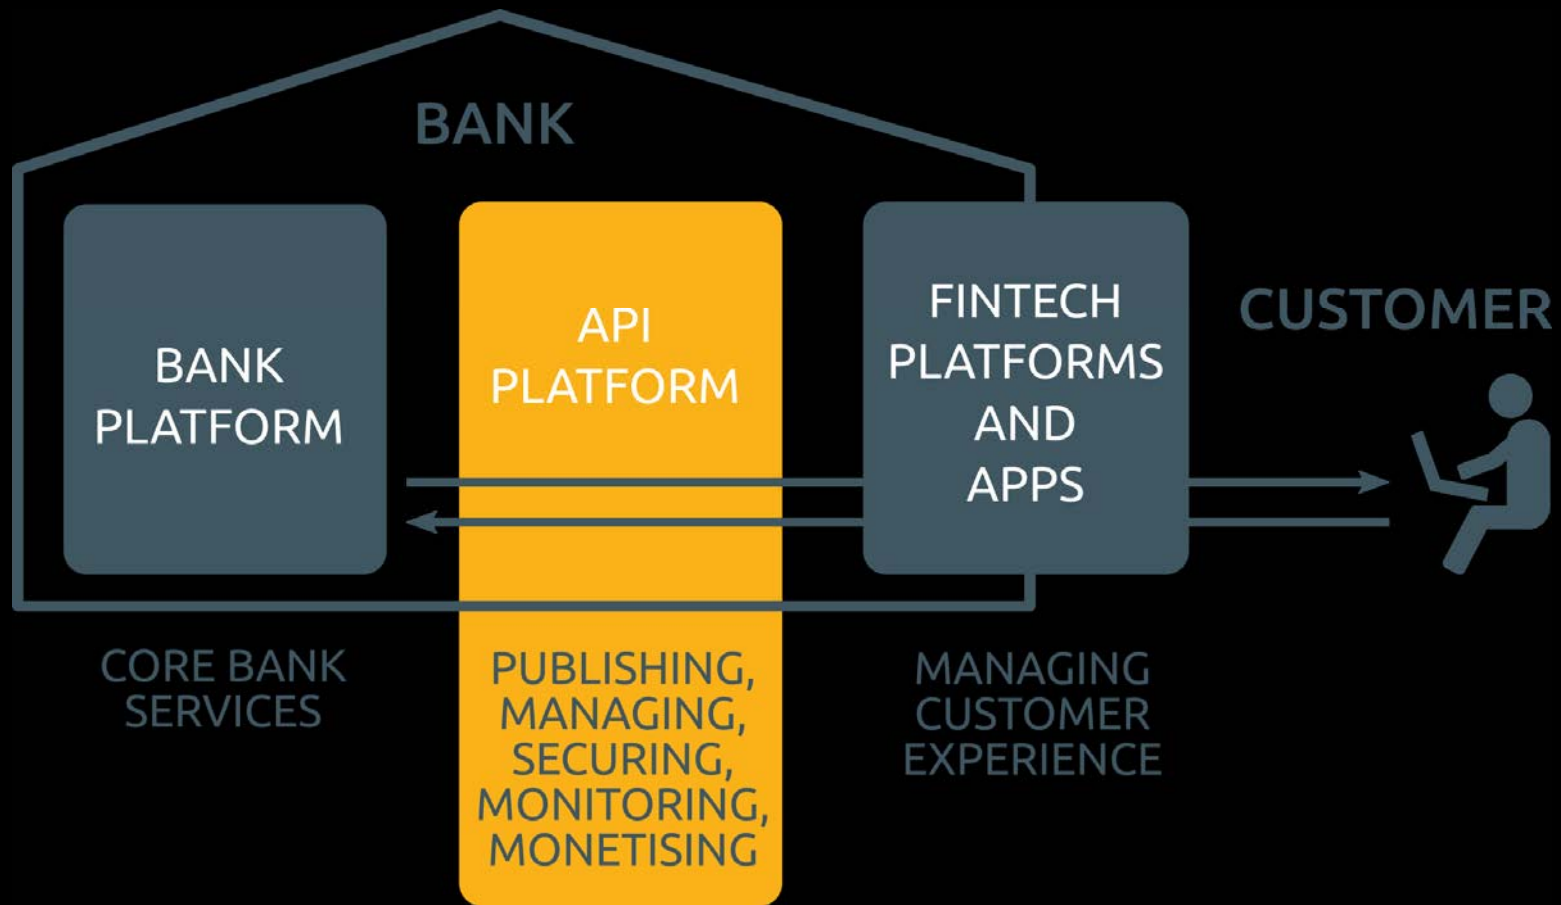 BANK
BANK
PLATFORM
API
PLATFORM
FINTECH
PLATFORMS
AND
APPS
CUSTOMER
CORE BANK
SERVICES
PUBLISHING,
MANAGING,
SECURING,
MONITORING,
MONETISING
MANAGING
CUSTOMER
EXPERIENCE